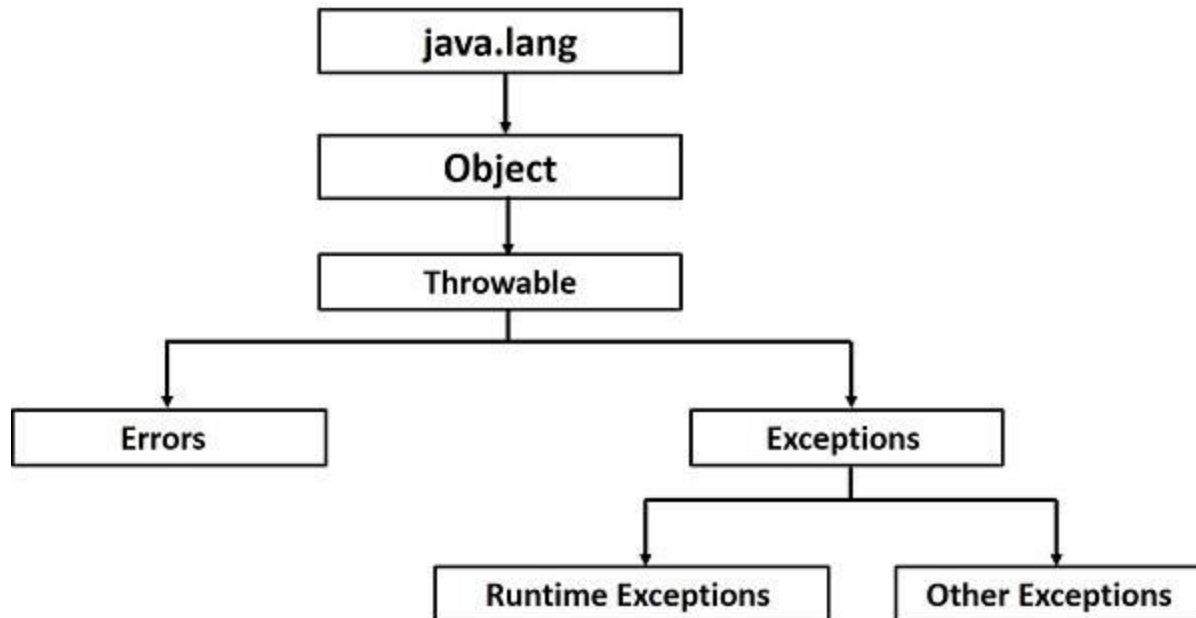 java.lang
Object
Throwable
Errors
Exceptions
Runtime Exceptions
Other Exceptions